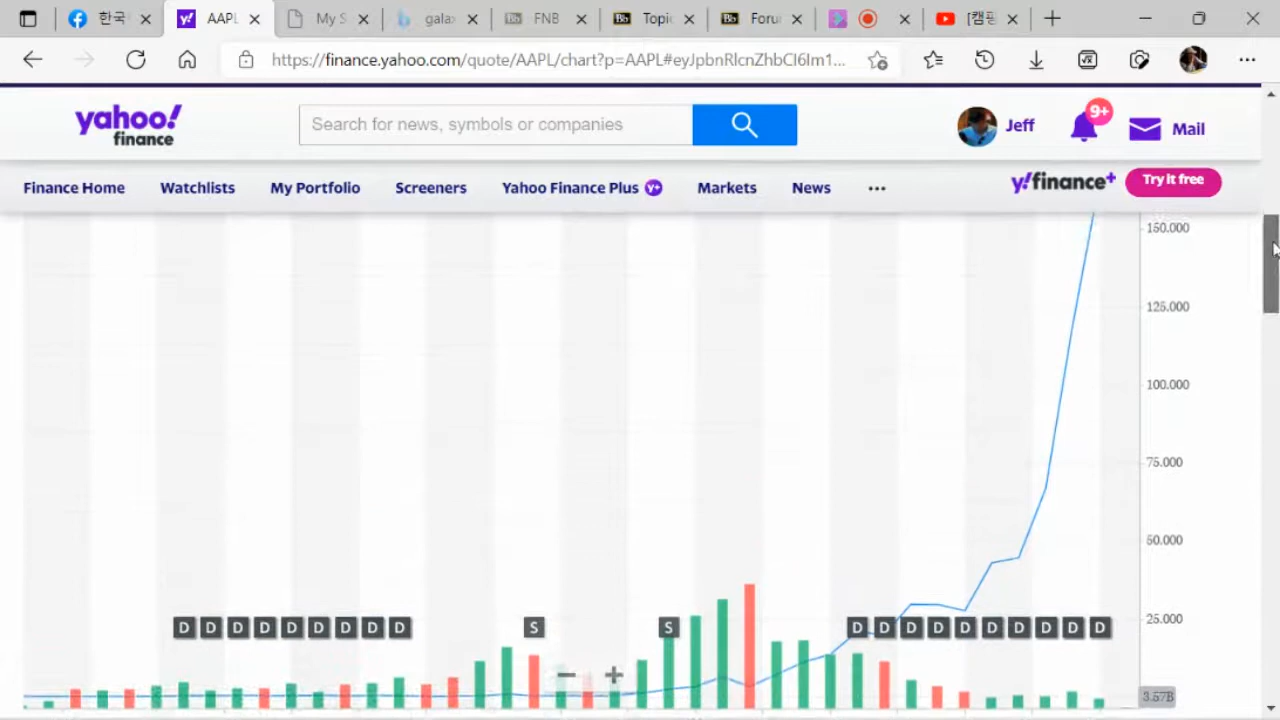 한국
AAPL
My S
gala
FNB
Bb Topic
Bb Foru
[캠핑
https://finance.yahoo.com/quote/AAPL/chart?p=AAPL#eyJpbnRlcnZhbCI6Im1...
yahoo!
finance
Search for news, symbols or companies
Jeff
9+
Mail
Finance Home
Watchlists
My Portfolio
Screeners
Yahoo Finance Plus y+
Markets
News
...
y!finance+
Try it free
150.000
125.000
100.000
75.000
50.000
25.000
D D D D D D D D D S S D D D D D D D D D D
3.57B